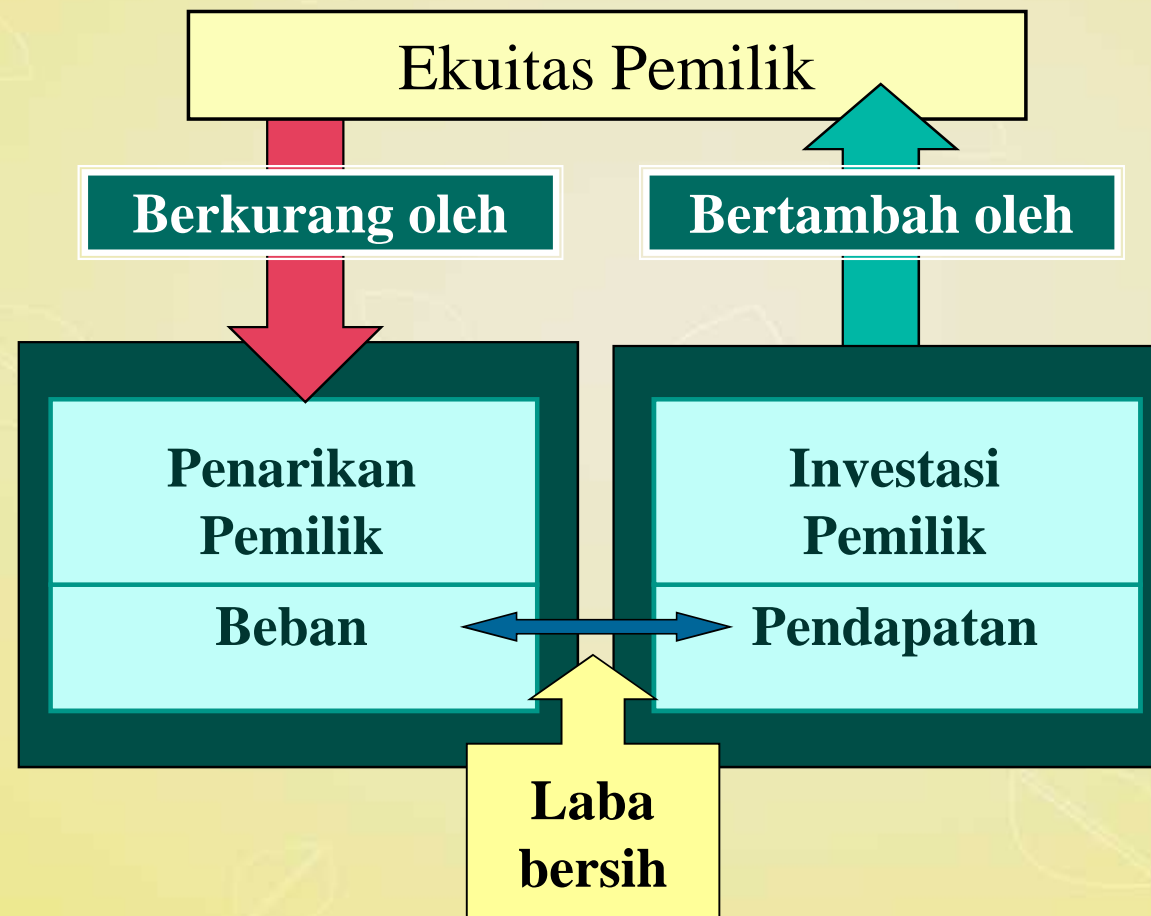 Ekuitas Pemilik
Berkurang oleh
Bertambah oleh
Penarikan
Pemilik
Beban
Investasi
Pemilik
Pendapatan
Laba
bersih